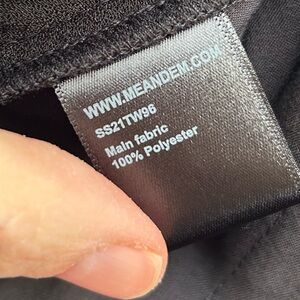 WWW.MEANDEM.COM
SS21TW96
Main fabric
100% Polyester